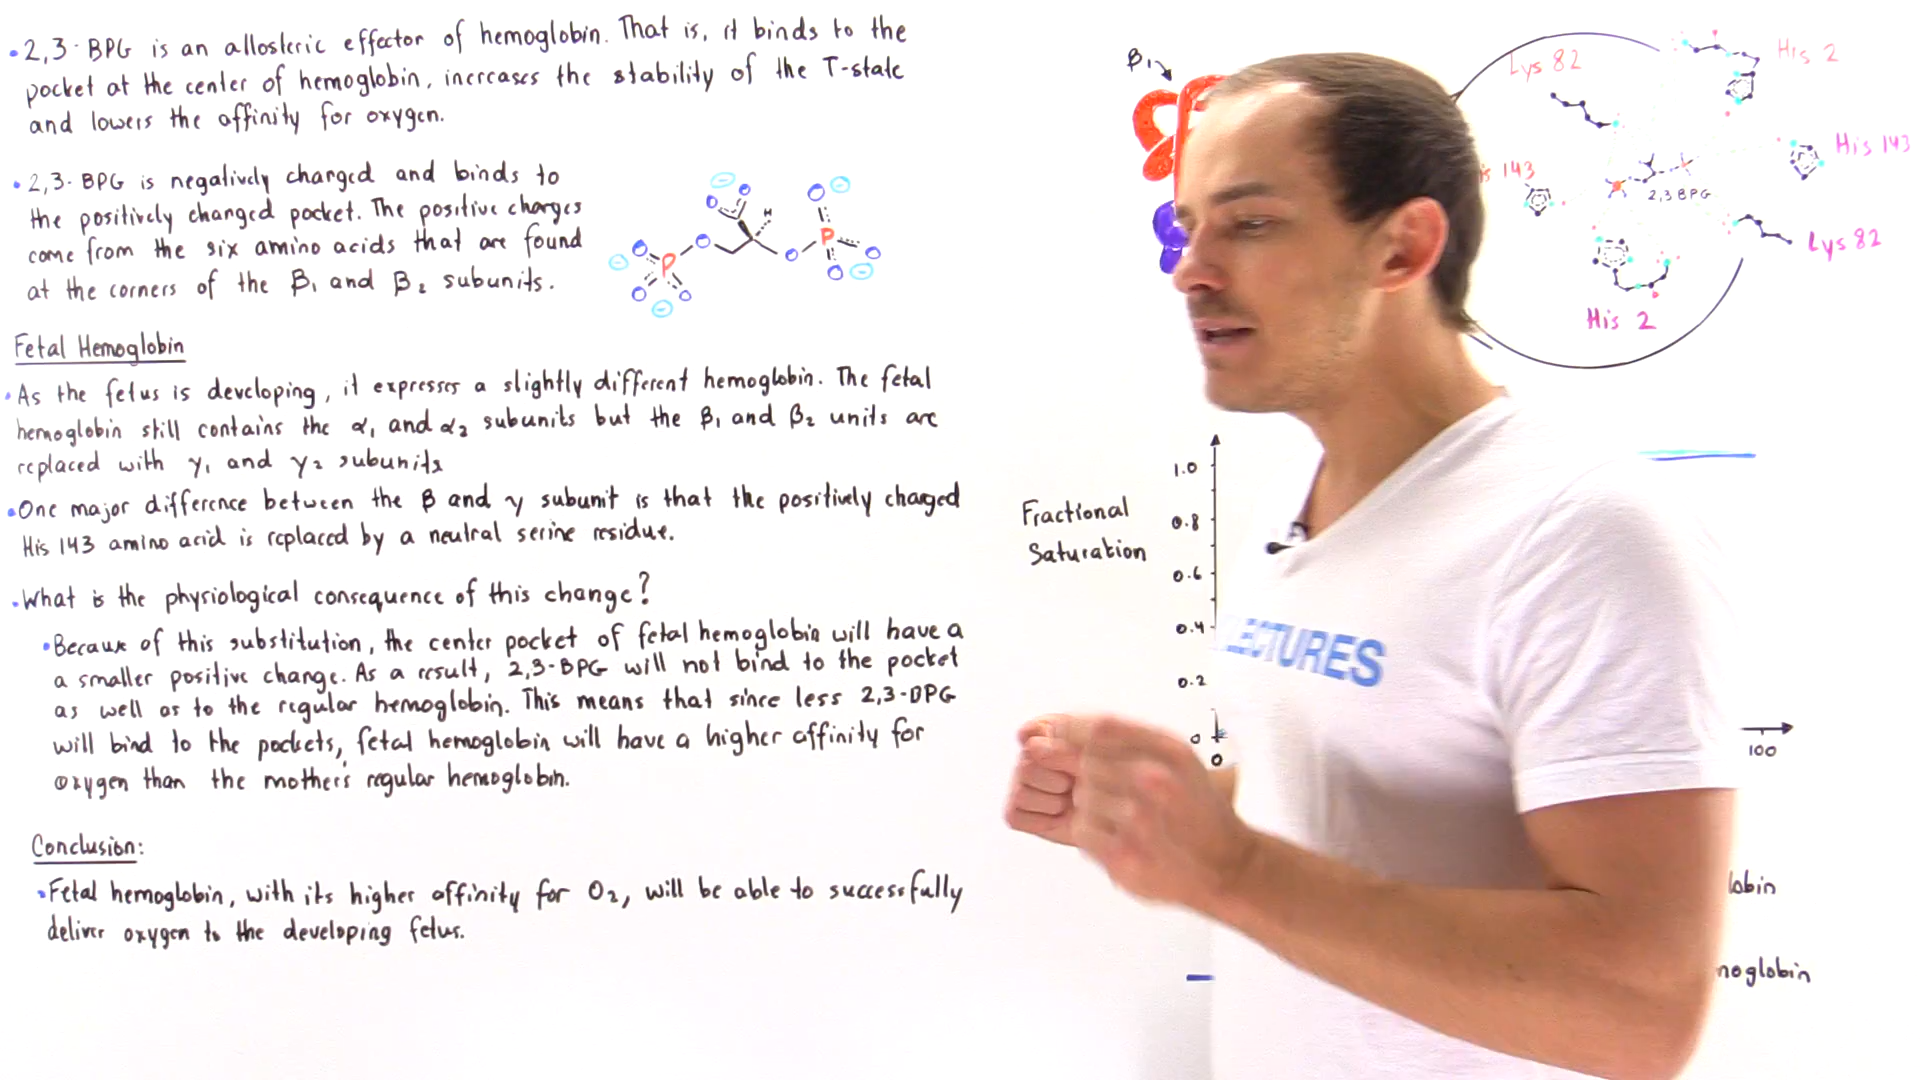 • 2,3-BPG is an allosteric effector of hemoglobin. That is, it binds to the
pocket at the center of hemoglobin, increases the stability of the T-state
and lowers the affinity for oxygen.
• 2,3-BPG is negatively charged and binds to
the positively charged pocket. The positive charges
come from the six amino acids that are found
at the corners of the β₁ and β₂ subunits.
Fetal Hemoglobin
• As the fetus is developing, it expresses a slightly different hemoglobin. The fetal
hemoglobin still contains the α₁ and α₂ subunits but the β₁ and β₂ units are
replaced with γ₁ and γ₂ subunits
• One major difference between the β and γ subunit is that the positively charged
His 143 amino acid is replaced by a neutral serine residue.
• What is the physiological consequence of this change?
• Because of this substitution, the center pocket of fetal hemoglobin will have a
a smaller positive charge. As a result, 2,3-BPG will not bind to the pocket
as well as to the regular hemoglobin. This means that since less 2,3-BPG
will bind to the pockets, fetal hemoglobin will have a higher affinity for
oxygen than the mother's regular hemoglobin.
Conclusion:
• Fetal hemoglobin, with its higher affinity for O₂, will be able to successfully
deliver oxygen to the developing fetus.
P
H
P
β₁
Lys 82
His 2
His 143
is 143
2,3 BPG
Lys 82
His 2
Fractional
Saturation
1.0
0.8
0.6
0.4
0.2
0
0
100
LECTURES
lobin
moglobin